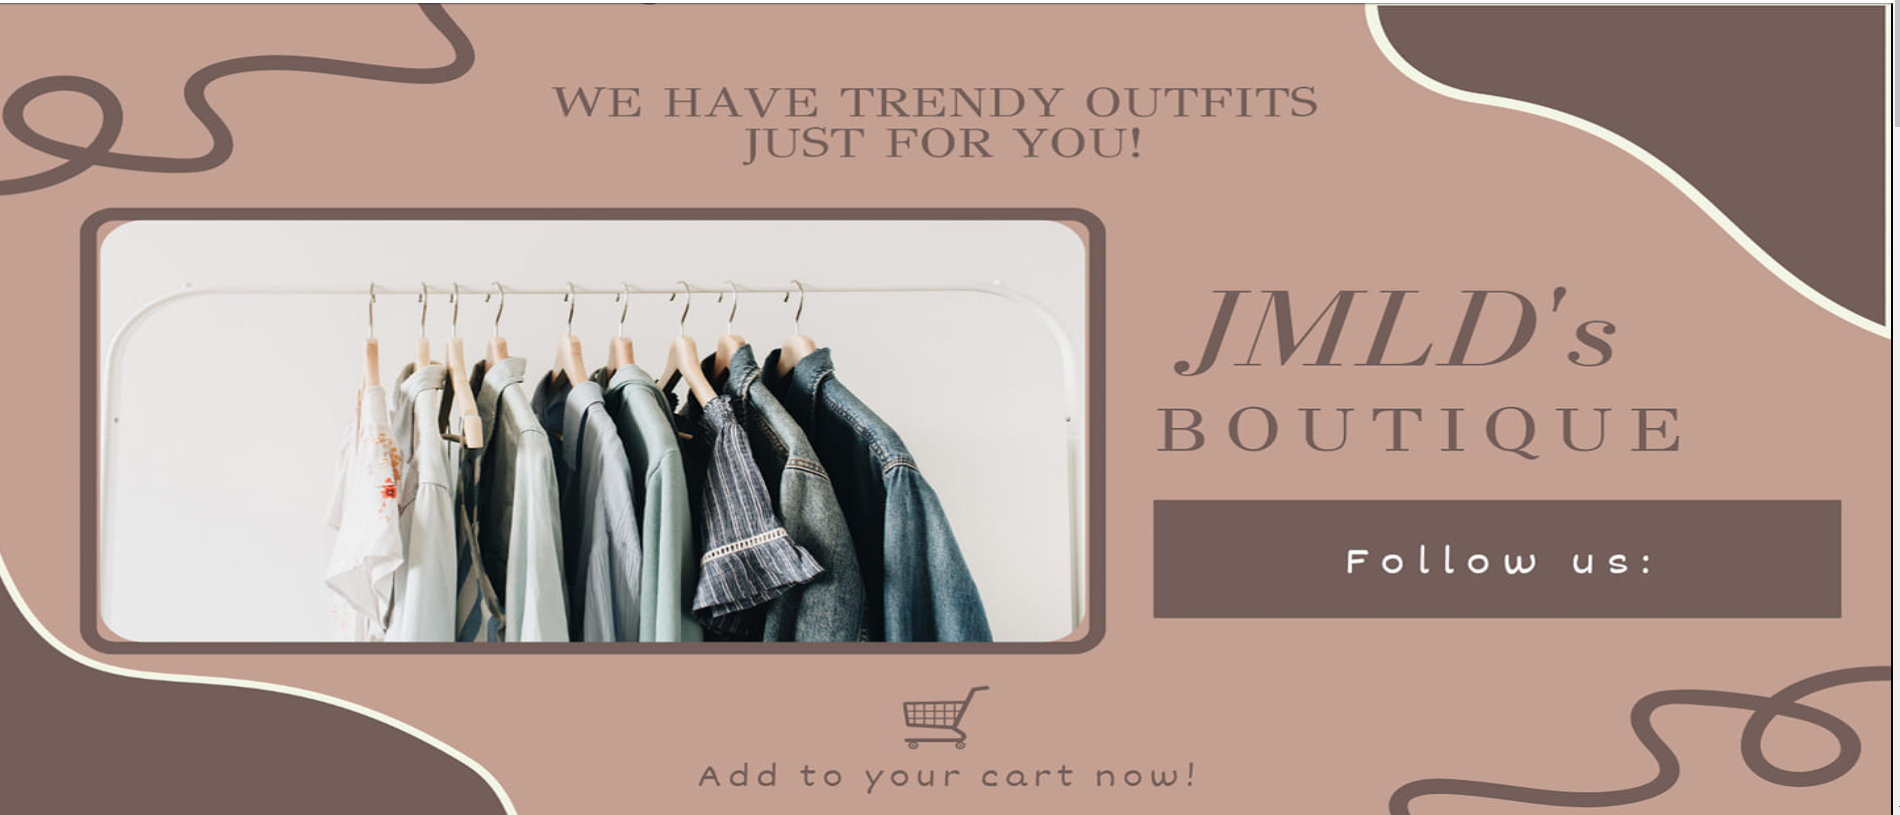 WE HAVE TRENDY OUTFITS
JUST FOR YOU!
JMLD's
BOUTIQUE
Follow us:
Add to your cart now!